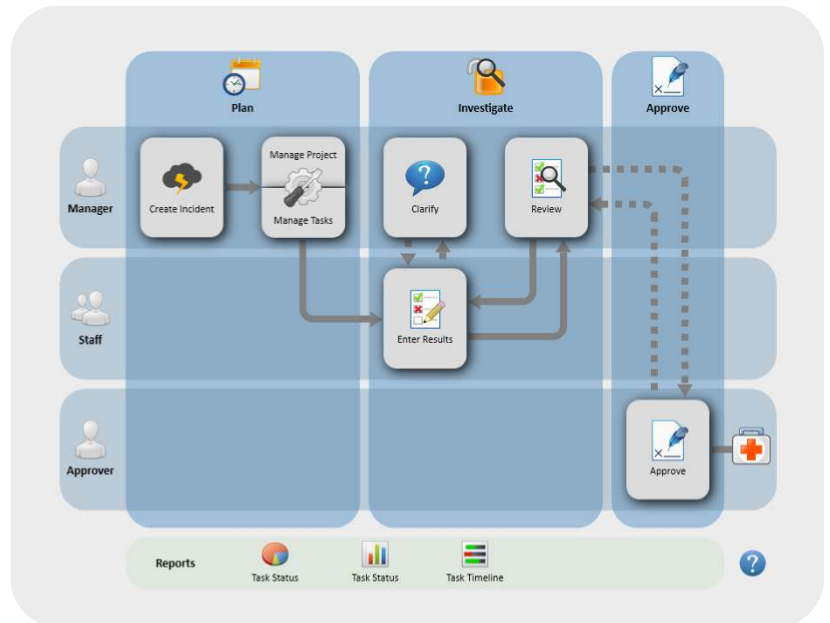 Plan
Investigate
Approve
Manager
Create Incident
Manage Project
Manage Tasks
Clarify
Review
Staff
Enter Results
Approver
Approve
Reports
Task Status
Task Status
Task Timeline